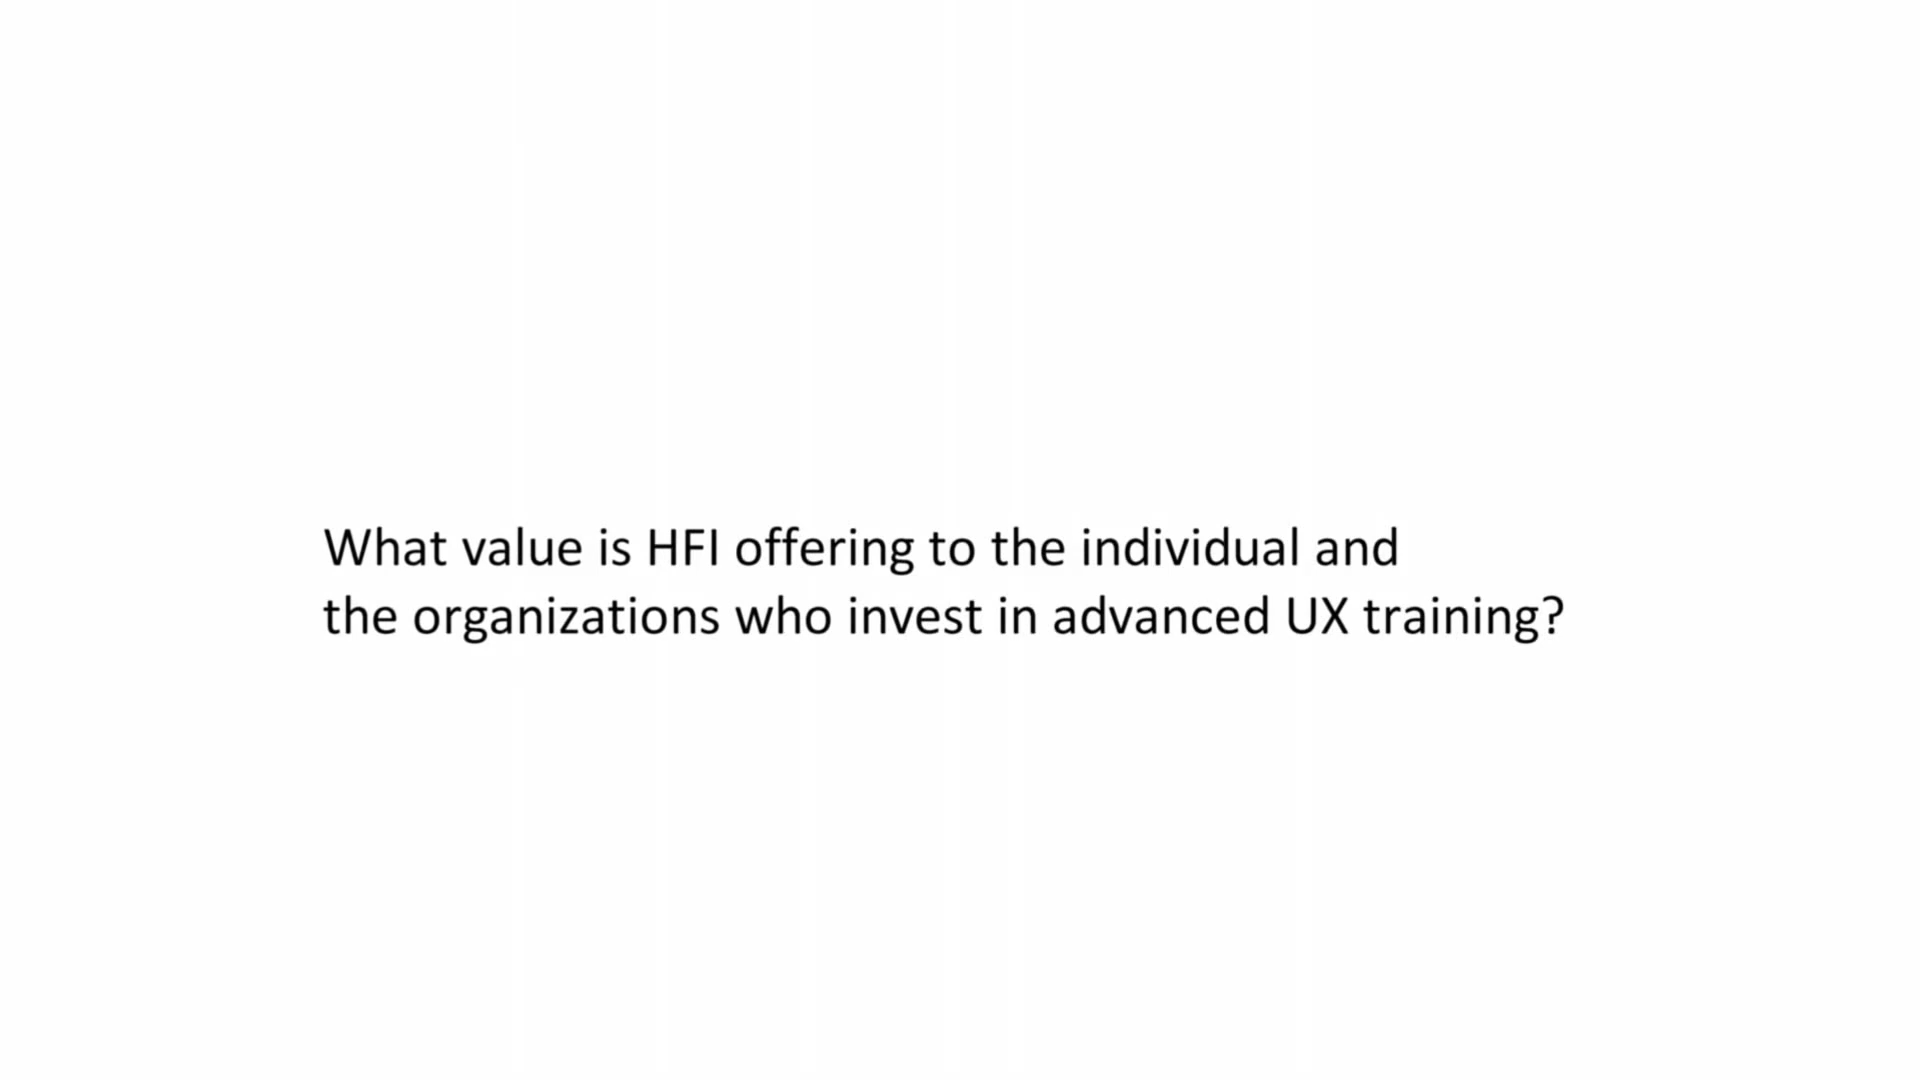 What value is HFI offering to the individual and
the organizations who invest in advanced UX training?